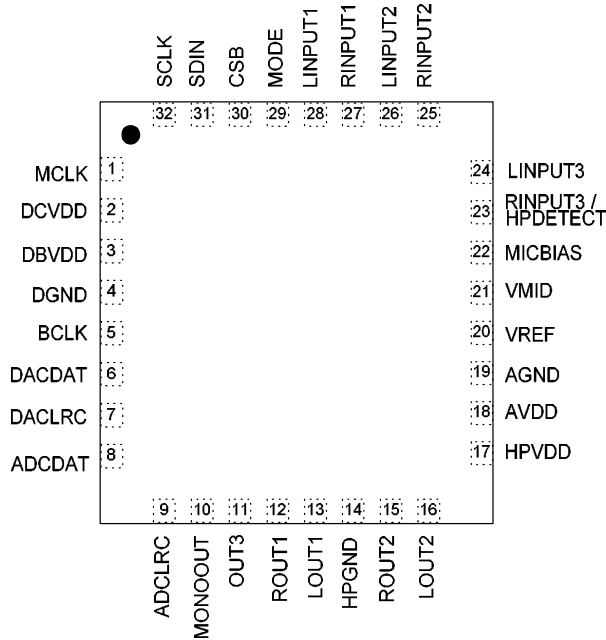 SCLK
SDIN
CSB
MODE
LINPUT1
RINPUT1
LINPUT2
RINPUT2
32 31 30 29 28 27 26 25
MCLK 1
DCVDD 2
DBVDD 3
DGND 4
BCLK 5
DACDAT 6
DACLRC 7
ADCDAT 8
24 LINPUT3
23 RINPUT3 /
HPDETECT
22 MICBIAS
21 VMID
20 VREF
19 AGND
18 AVDD
17 HPVDD
9 10 11 12 13 14 15 16
ADCLRC
MONOOUT
OUT3
ROUT1
LOUT1
HPGND
ROUT2
LOUT2